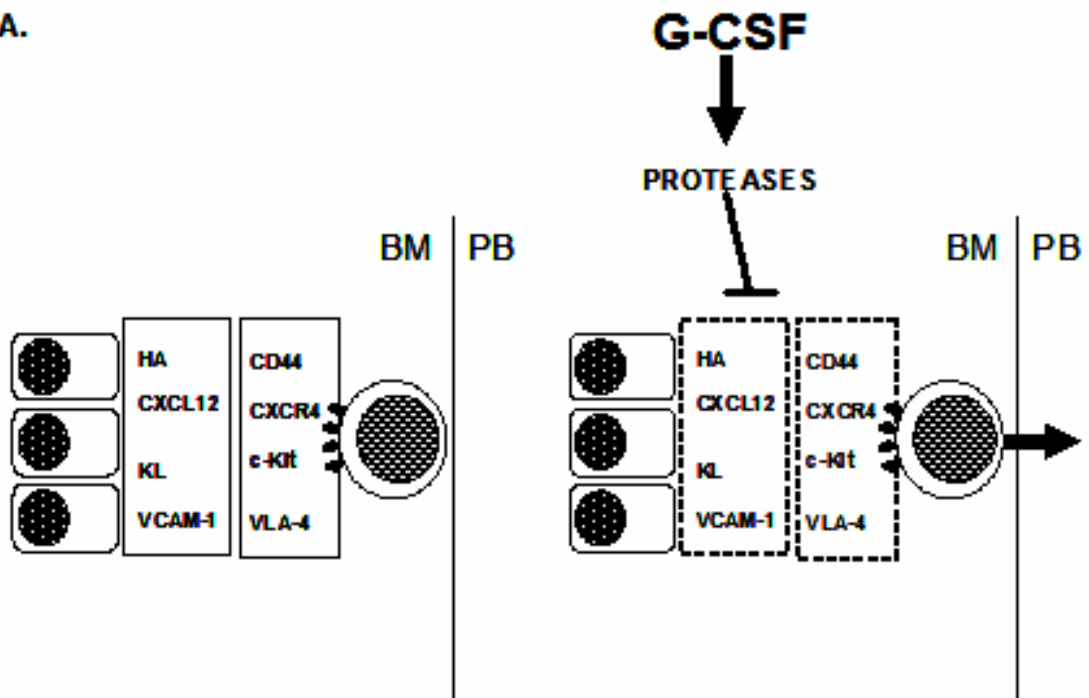 A.
G-CSF
PROTEASES
BM PB
HA
CXCL12
KL
VCAM-1
CD44
CXCR4
c-Kit
VLA-4
BM PB
HA
CXCL12
KL
VCAM-1
CD44
CXCR4
c-Kit
VLA-4